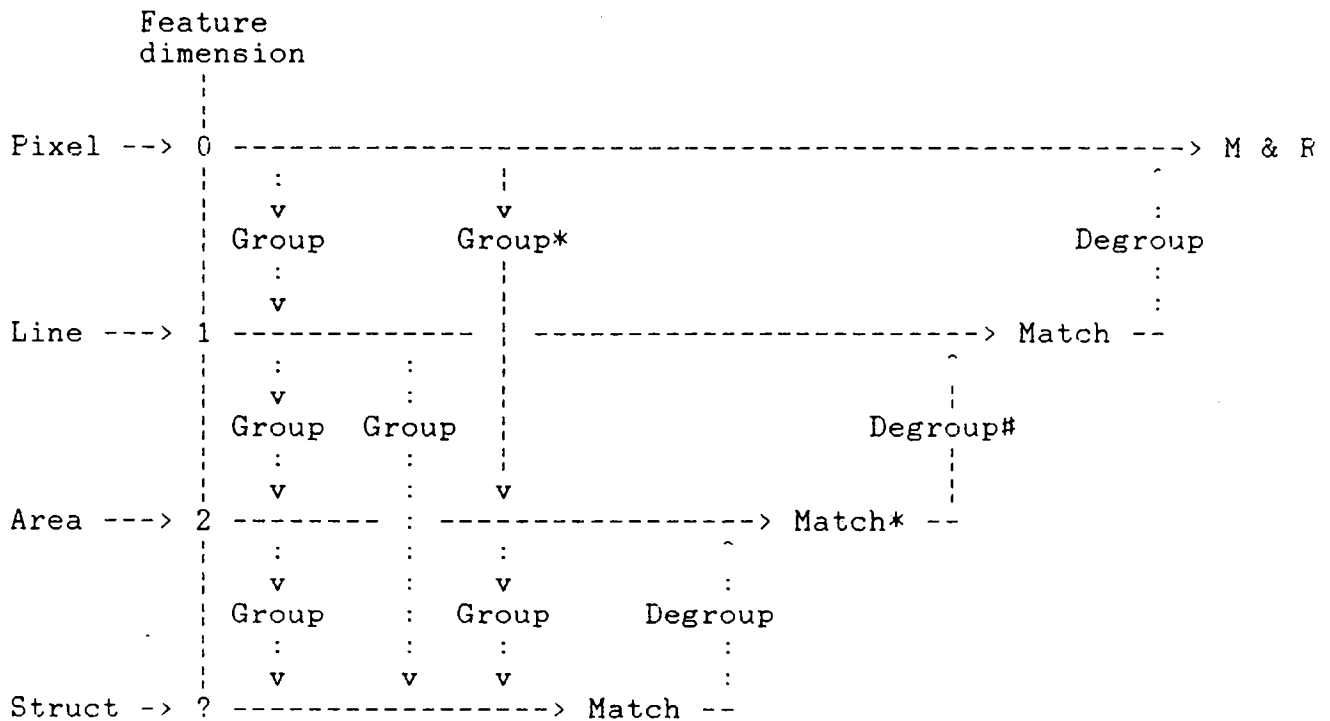 Feature
dimension
Pixel --> 0 ----------------------------------------------------> M & R
Group Group* Degroup
Line ---> 1 ------------- ------------------------> Match --
Group Group Degroup#
Area ---> 2 -------- : -----------------> Match* --
Group : Group Degroup
Struct -> ? -----------------> Match --